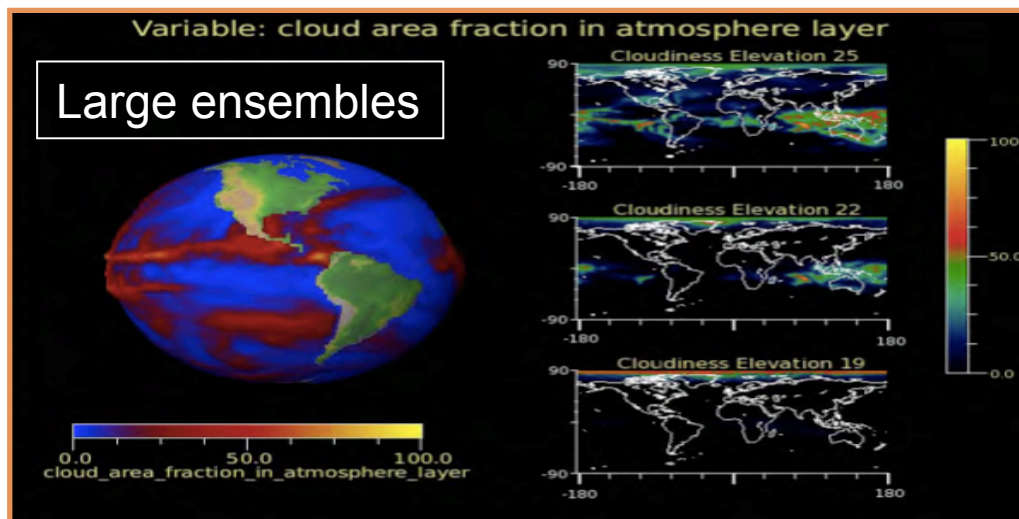 Variable: cloud area fraction in atmosphere layer
Large ensembles
0.0 50.0 100.0
cloud_area_fraction_in_atmosphere_layer
Cloudiness Elevation 25
90
-90
-180 180
Cloudiness Elevation 22
90
-90
-180 180
Cloudiness Elevation 19
90
-90
-180 180
100
50.0
0.0